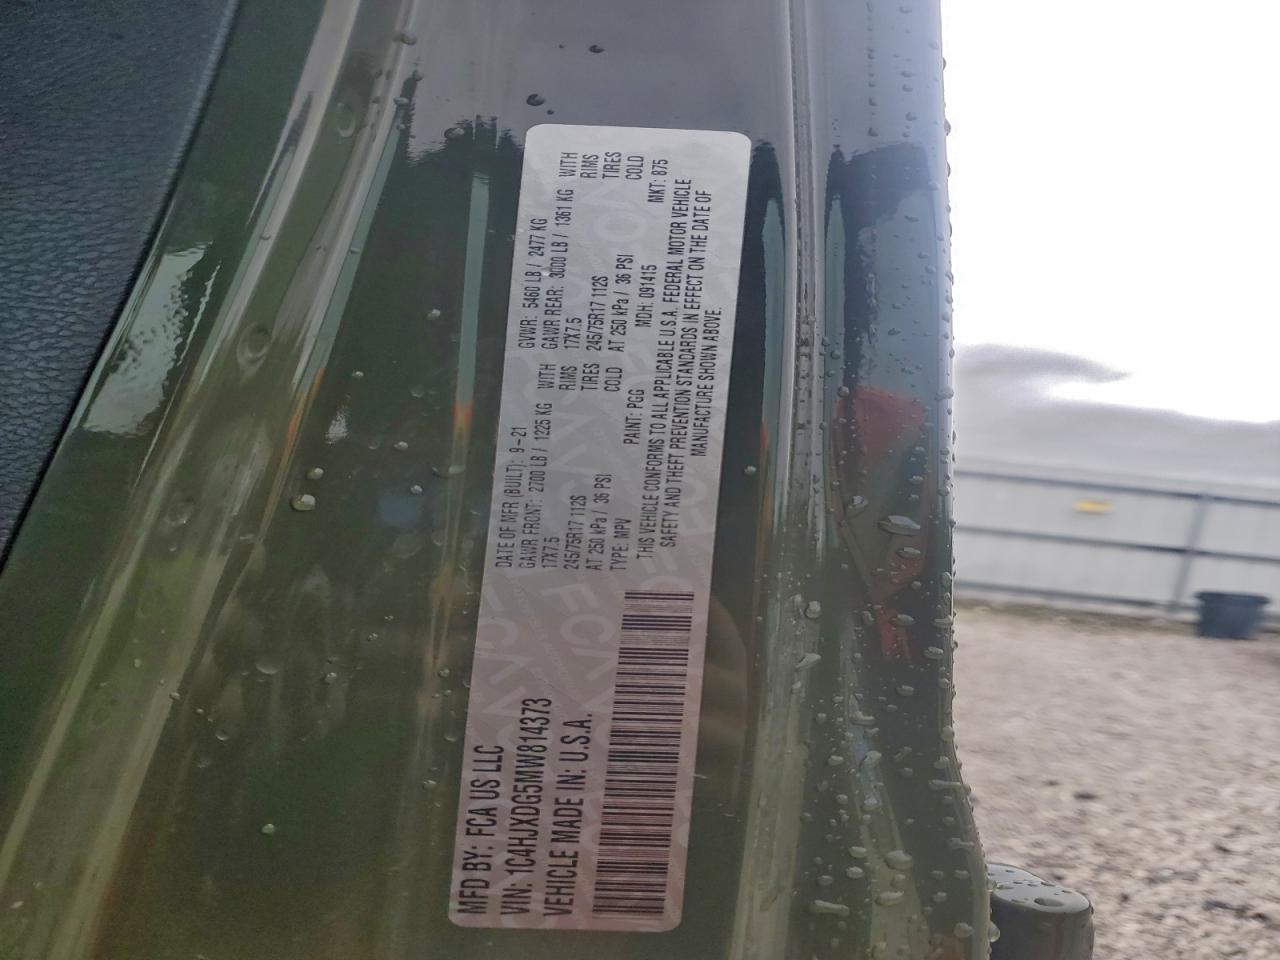 MFD BY: FCA US LLC
VIN: 1C4HJXDG5MW814373
VEHICLE MADE IN: U.S.A.
DATE OF MFR (BUILT): 9-21 GVWR: 5460 LB / 2477 KG
GAWR FRONT: 2700 LB / 1225 KG WITH GAWR REAR: 3000 LB / 1361 KG WITH
17X7.5 RIMS 17X7.5 RIMS
245/75R17 112S TIRES 245/75R17 112S TIRES
AT 250 kPa / 36 PSI COLD AT 250 kPa / 36 PSI COLD
TYPE: MPV PAINT: PGG MDH: 091415 MKT: 875
THIS VEHICLE CONFORMS TO ALL APPLICABLE U.S.A. FEDERAL MOTOR VEHICLE
SAFETY AND THEFT PREVENTION STANDARDS IN EFFECT ON THE DATE OF
MANUFACTURE SHOWN ABOVE.